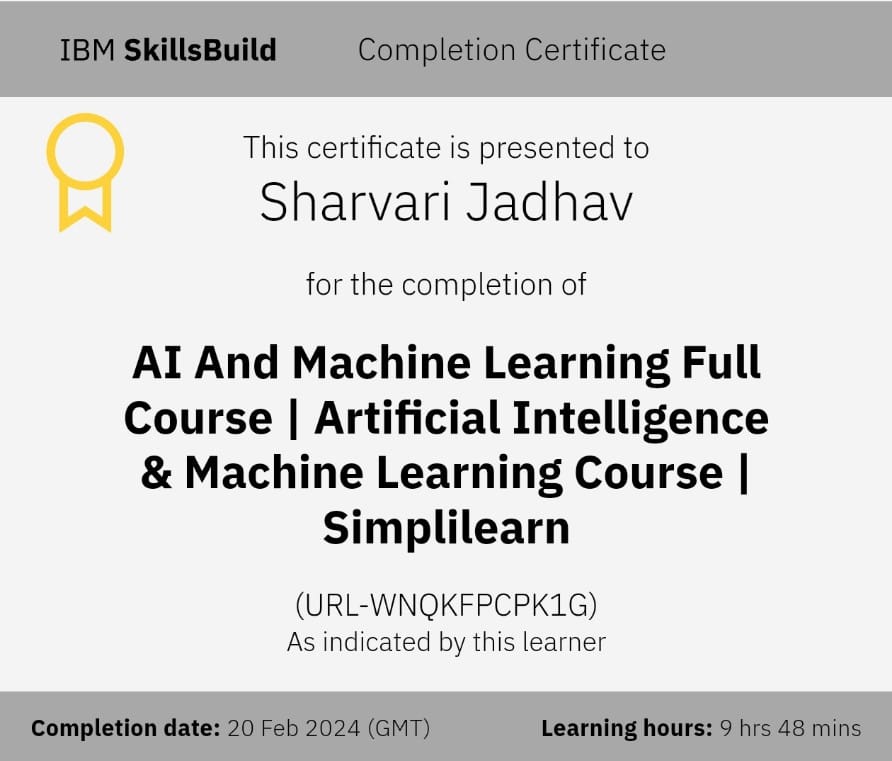 IBM SkillsBuild Completion Certificate
This certificate is presented to
Sharvari Jadhav
for the completion of
AI And Machine Learning Full
Course | Artificial Intelligence
& Machine Learning Course |
Simplilearn
(URL-WNQKFPCPK1G)
As indicated by this learner
Completion date: 20 Feb 2024 (GMT) Learning hours: 9 hrs 48 mins